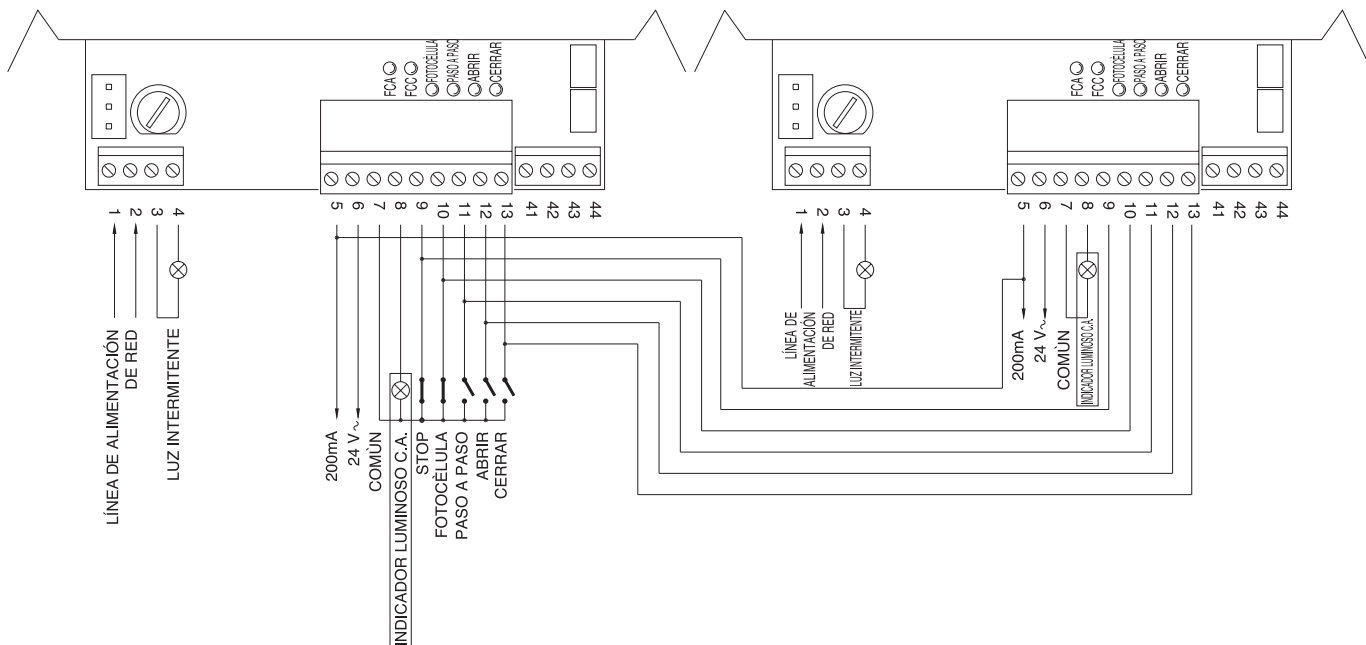 FCA
FCC
FOTOCÈLULA
PASO A PASO
ABRIR
CERRAR
1
2
3
4
5
6
7
8
9
10
11
12
13
41
42
43
44
LÍNEA DE ALIMENTACIÓN
DE RED
LUZ INTERMITENTE
200mA
24 V~
COMÙN
INDICADOR LUMINOSO C.A.
STOP
FOTOCÈLULA
PASO A PASO
ABRIR
CERRAR
FCA
FCC
FOTOCÈLULA
PASO A PASO
ABRIR
CERRAR
1
2
3
4
5
6
7
8
9
10
11
12
13
41
42
43
44
LÍNEA DE
ALIMENTACIÓN
DE RED
LUZ INTERMITENTE
200mA
24 V~
COMÙN
INDICADOR LUMINOSO C.A.